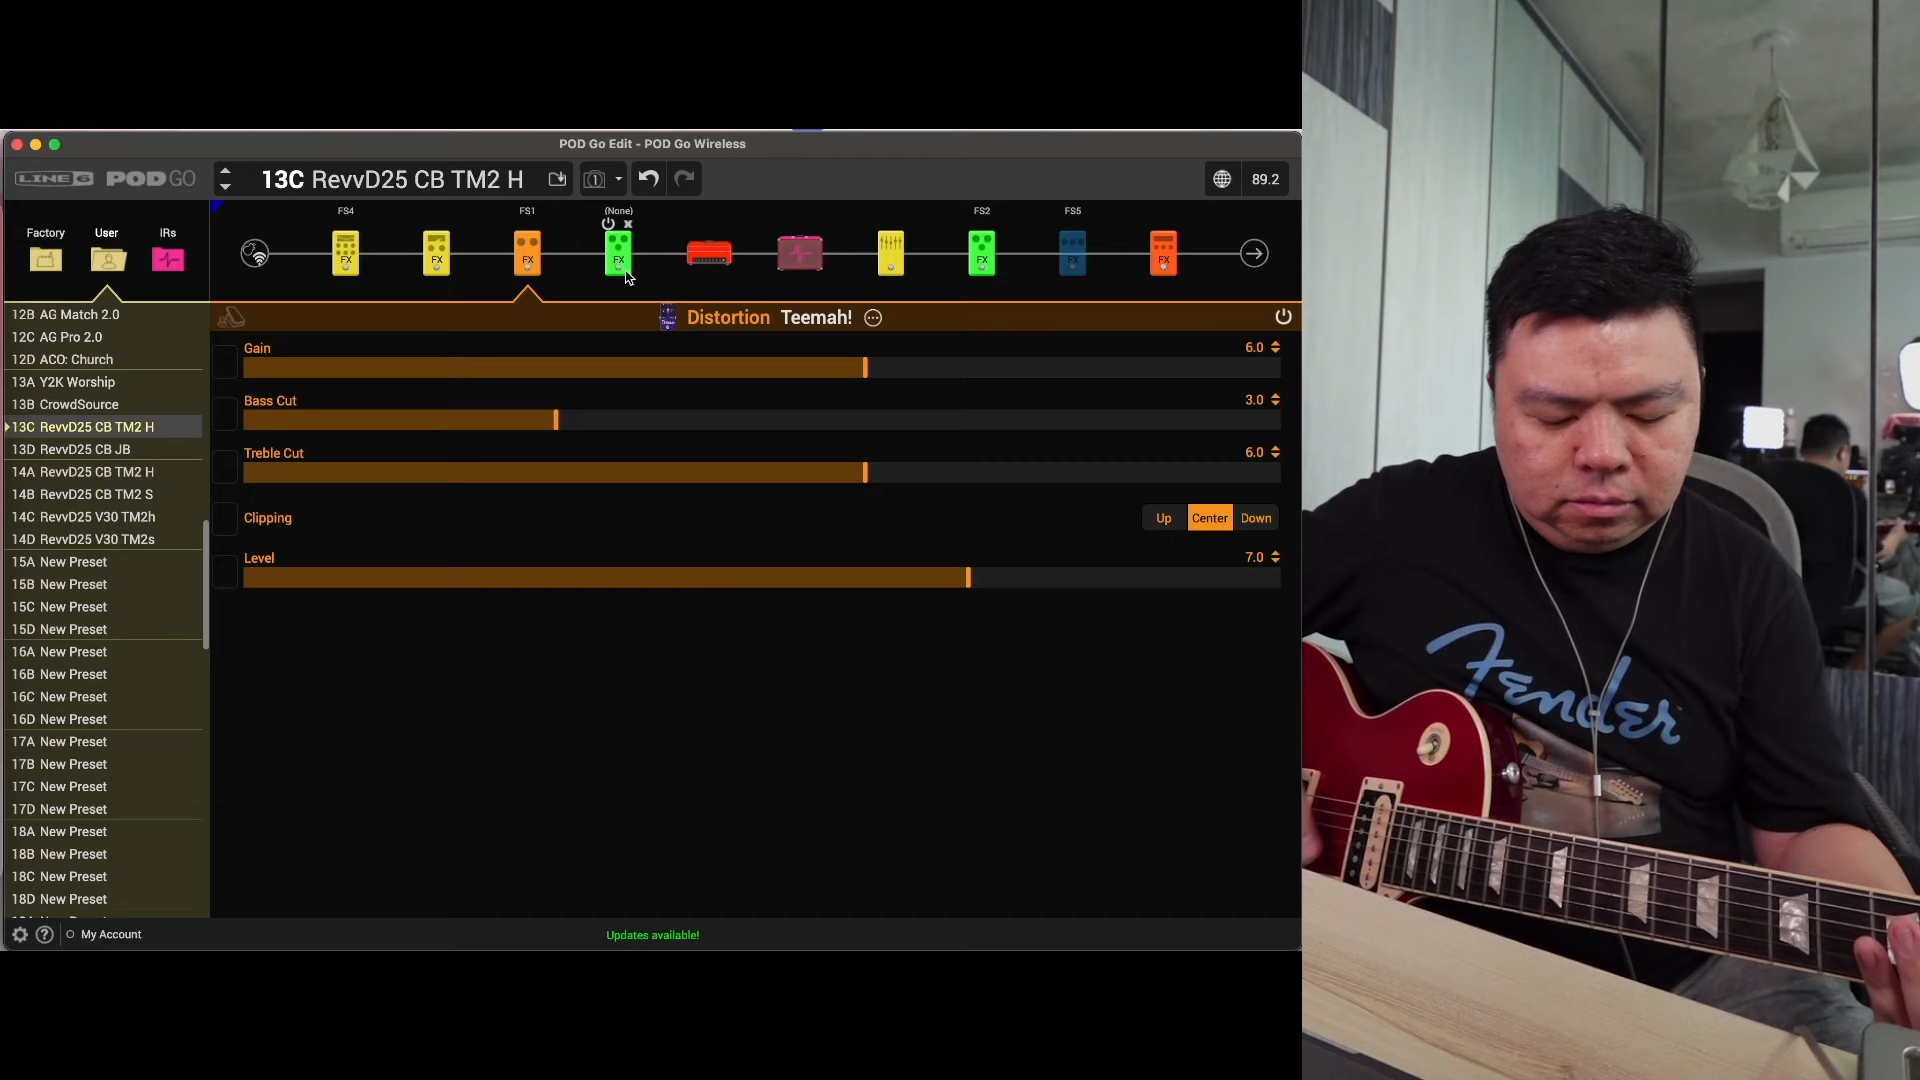 POD Go Edit - POD Go Wireless
LINE 6 POD GO
13C RevvD25 CB TM2 H
1
89.2
Factory
User
IRs
FS4
FS1
(None)
FS2
FS5
FX
FX
FX
FX
FX
Distortion Teemah!
12B AG Match 2.0
12C AG Pro 2.0
12D ACO: Church
13A Y2K Worship
13B CrowdSource
13C RevvD25 CB TM2 H
13D RevvD25 CB JB
14A RevvD25 CB TM2 H
14B RevvD25 CB TM2 S
14C RevvD25 V30 TM2h
14D RevvD25 V30 TM2s
15A New Preset
15B New Preset
15C New Preset
15D New Preset
16A New Preset
16B New Preset
16C New Preset
16D New Preset
17A New Preset
17B New Preset
17C New Preset
17D New Preset
18A New Preset
18B New Preset
18C New Preset
18D New Preset
Gain 6.0
Bass Cut 3.0
Treble Cut 6.0
Clipping Up Center Down
Level 7.0
My Account
Updates available!
Fender